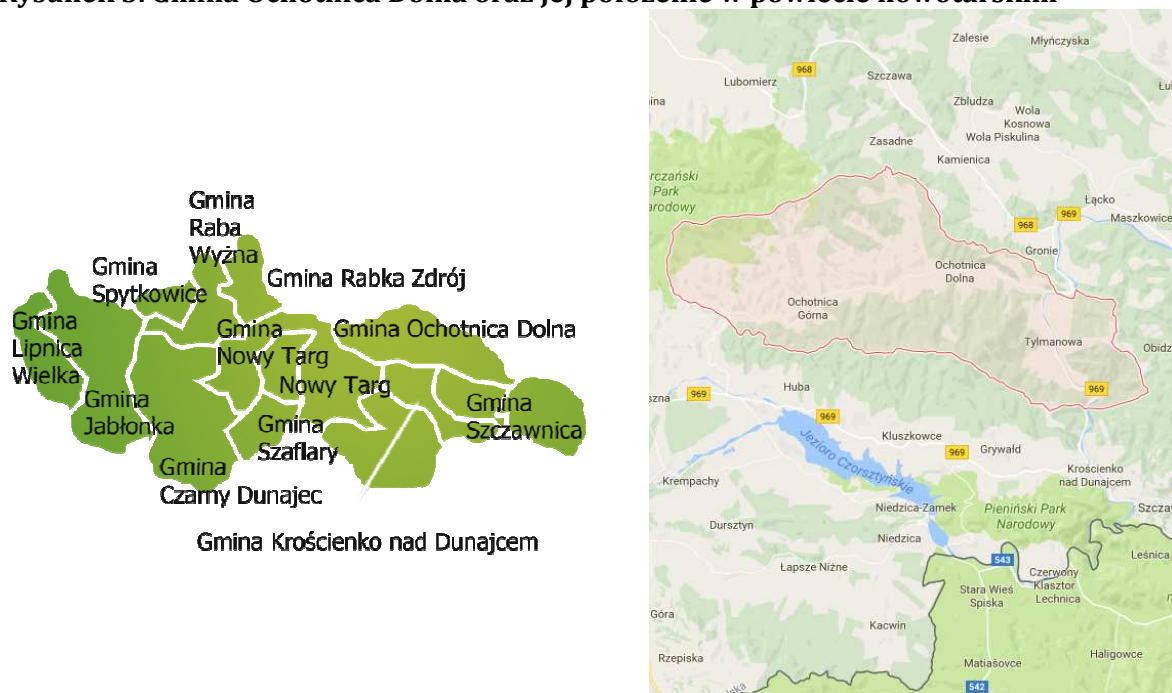 Rysunek 3. Gmina Ochotnica Dolna oraz jej położenie w powiecie nowotarskim
Gmina
Raba
Wyżna
Gmina
Spytkowice
Gmina Rabka Zdrój
Gmina
Lipnica
Wielka
Gmina
Nowy Targ
Gmina Ochotnica Dolna
Nowy Targ
Gmina
Jabłonka
Gmina
Szaflary
Gmina
Szczawnica
Gmina
Czarny Dunajec
Gmina Krościenko nad Dunajcem
Zalesie
Młyńczyska
968
Lubomierz
Szczawa
Zbludza
Wola
Kosnowa
Wola Piskulina
Zasadne
Kamienica
Park
Łącko
969
Maszkowice
968
Gronie
Ochotnica
Dolna
Ochotnica
Górna
Tylmanowa
969
Huba
969
969
Kluszkowce
969
Grywald
Jezioro Czorsztyńskie
Krościenko
nad Dunajcem
Krempachy
Niedzica-Zamek
Pieniński Park
Narodowy
Dursztyn
Niedzica
Leśnica
543
Łapsze Niżne
Czerwony
Klasztor
Lechnica
Stara Wieś
Spiska
Góra
Kacwin
Haligowce
Rzepiska
Matiašovce
542